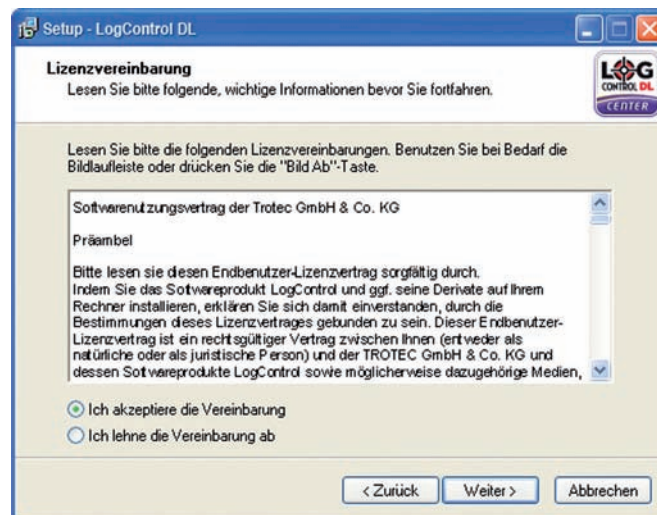 Setup - LogControl DL
Lizenzvereinbarung
Lesen Sie bitte folgende, wichtige Informationen bevor Sie fortfahren.
LOG
CONTROL DL
CENTER
Lesen Sie bitte die folgenden Lizenzvereinbarungen. Benutzen Sie bei Bedarf die
Bildlaufleiste oder drücken Sie die "Bild Ab"-Taste.
Softwarenutzungsvertrag der Trotec GmbH & Co. KG
Präambel
Bitte lesen sie diesen Endbenutzer-Lizenzvertrag sorgfältig durch.
Indem Sie das Sotwareprodukt LogControl und ggf. seine Derivate auf Ihrem
Rechner installieren, erklären Sie sich damit einverstanden, durch die
Bestimmungen dieses Lizenzvertrages gebunden zu sein. Dieser Endbenutzer-
Lizenzvertrag ist ein rechtsgültiger Vertrag zwischen Ihnen (entweder als
natürliche oder als juristische Person) und der TROTEC GmbH & Co. KG und
dessen Sotwareprodukte LogControl sowie möglicherweise dazugehörige Medien,
Ich akzeptiere die Vereinbarung
Ich lehne die Vereinbarung ab
< Zurück
Weiter >
Abbrechen